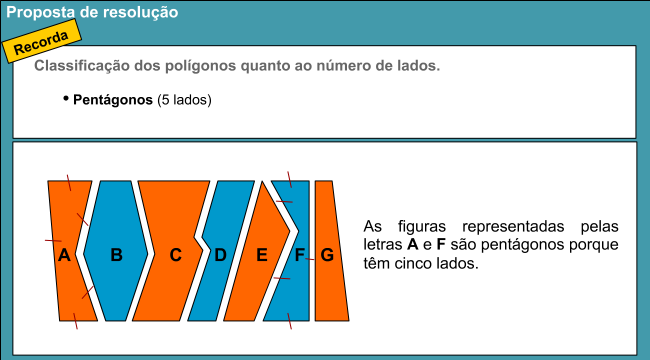 Proposta de resolução
Recorda
Classificação dos polígonos quanto ao número de lados.
• Pentágonos (5 lados)
A B C D E F G
As figuras representadas pelas
letras A e F são pentágonos porque
têm cinco lados.